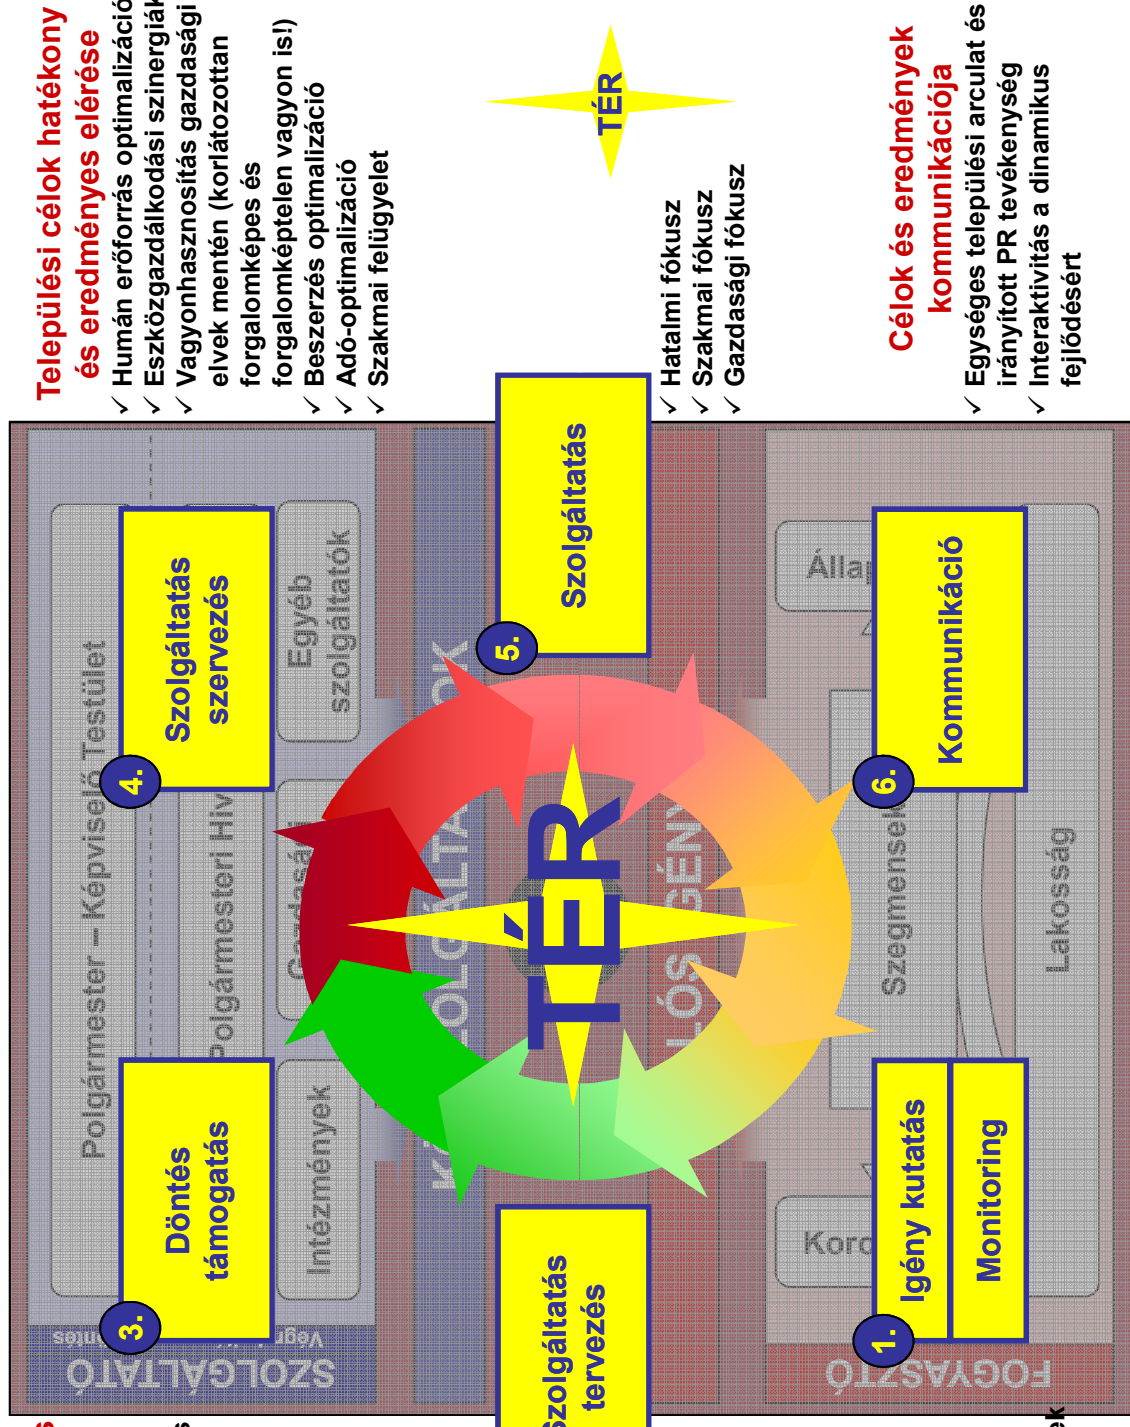 Települési célok hatékony
és eredményes elérése
✓ Humán erőforrás optimalizáció
✓ Eszközgazdálkodási szinergiák
✓ Vagyonhasznosítás gazdasági
elvek mentén (korlátozottan
forgalomképes és
forgalomképtelen vagyon is!)
✓ Beszerzés optimalizáció
✓ Adó-optimalizáció
✓ Szakmai felügyelet
TÉR
✓ Hatalmi fókusz
✓ Szakmai fókusz
✓ Gazdasági fókusz
Célok és eredmények
kommunikációja
✓ Egységes települési arculat és
irányított PR tevékenység
✓ Interaktivitás a dinamikus
fejlődésért
Polgármester – Képviselő Testület
3.
Döntés
támogatás
4.
Szolgáltatás
szervezés
Intézmények
Egyéb
szolgáltatók
SZOLGÁLTATÓ
Szolgáltatás
tervezés
TÉR
5.
Szolgáltatás
1.
Igény kutatás
Monitoring
6.
Kommunikáció
Lakosság
FOGYASZTÓ